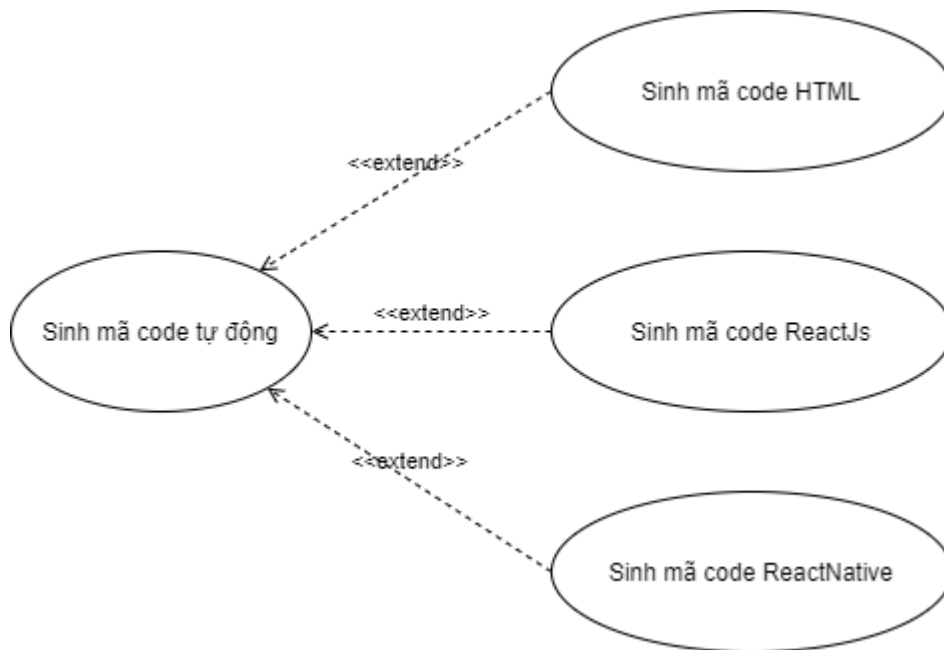 Sinh mã code HTML
<<extend>>
<<extend>>
Sinh mã code tự động
Sinh mã code ReactJs
<<extend>>
Sinh mã code ReactNative